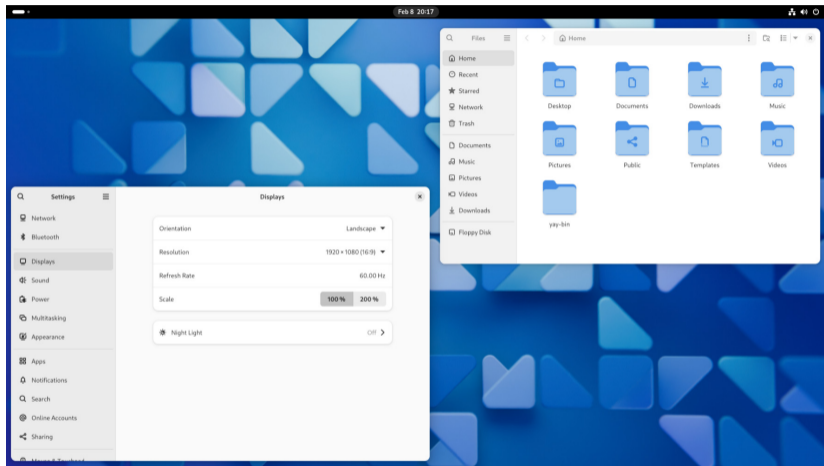 Feb 8 20:17
Files
Home
Home
Recent
Starred
Network
Trash
Documents
Music
Pictures
Videos
Downloads
Floppy Disk
Desktop
Documents
Downloads
Music
Pictures
Public
Templates
Videos
yay-bin
Settings
Network
Bluetooth
Displays
Sound
Power
Multitasking
Appearance
Apps
Notifications
Search
Online Accounts
Sharing
Mouse & Touchpad
Displays
Orientation
Landscape
Resolution
1920 × 1080 (16:9)
Refresh Rate
60.00 Hz
Scale
100 %
200 %
Night Light
Off